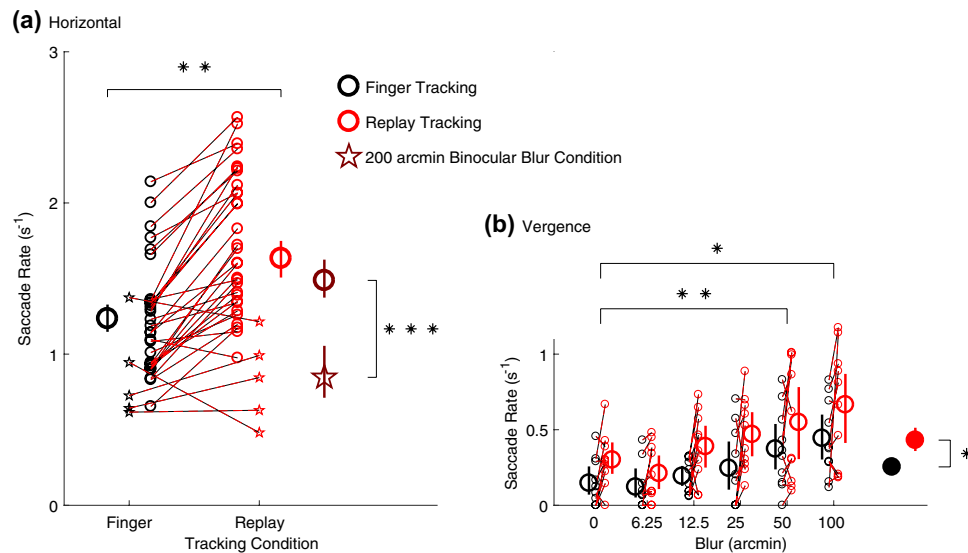 (a) Horizontal
3
2
1
0
Saccade Rate (s⁻¹)
* *
Finger Tracking
Replay Tracking
200 arcmin Binocular Blur Condition
* * *
Finger Replay
Tracking Condition
(b) Vergence
*
* *
1
0.5
0
Saccade Rate (s⁻¹)
*
0 6.25 12.5 25 50 100
Blur (arcmin)